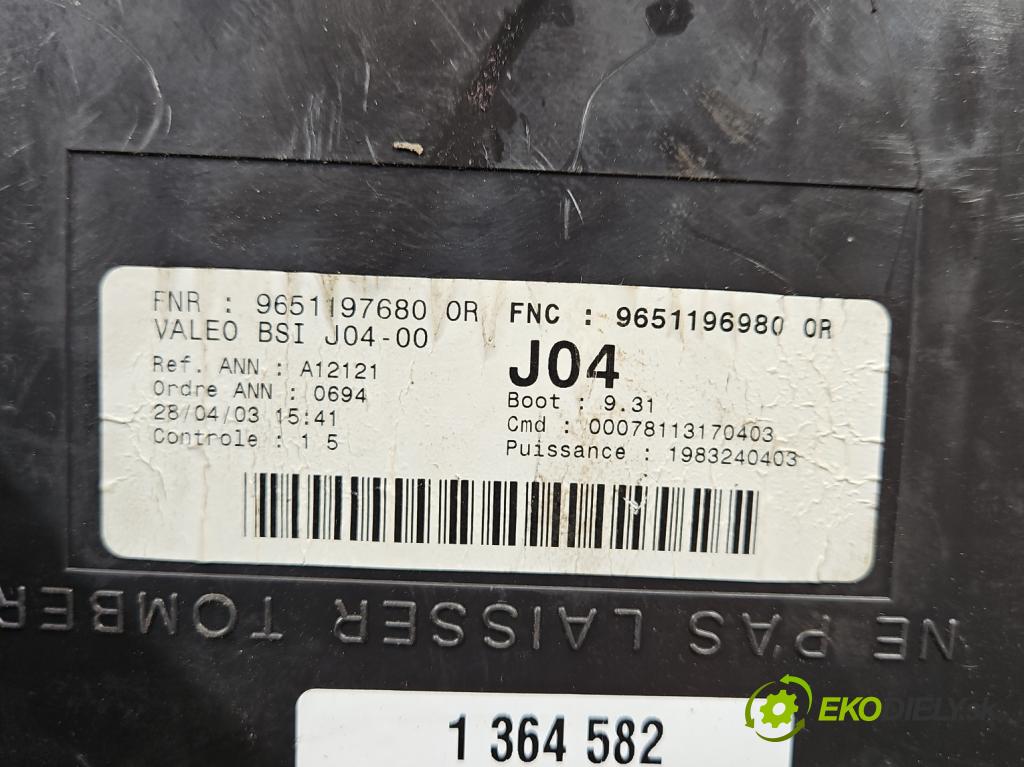 FNR : 9651197680 0R FNC : 9651196980 0R
VALEO BSI J04-00
J04
Ref. ANN : A12121
Ordre ANN : 0694
28/04/03 15:41
Controle : 1 5
Boot : 9.31
Cmd : 00078113170403
Puissance : 1983240403
NE PAS LAISSER TOMBER
1 364 582
EKODIELY.SK